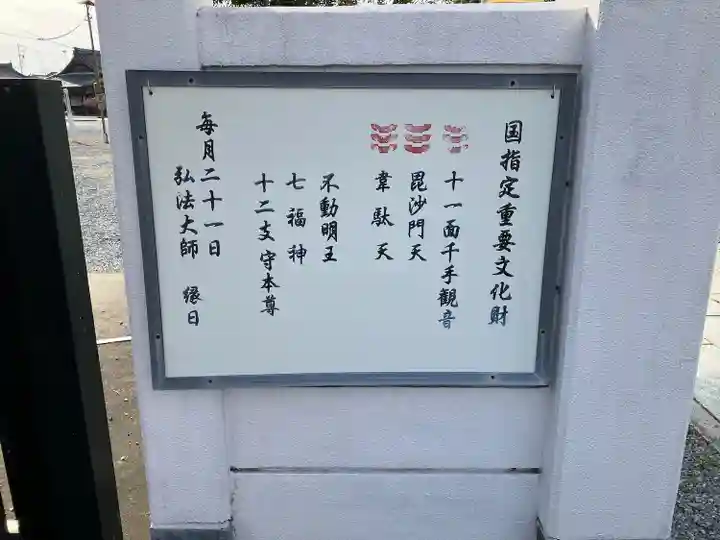 国指定重要文化財
十一面千手観音
毘沙門天
韋駄天
不動明王
七福神
十二支守本尊
毎月二十一日
弘法大師 縁日